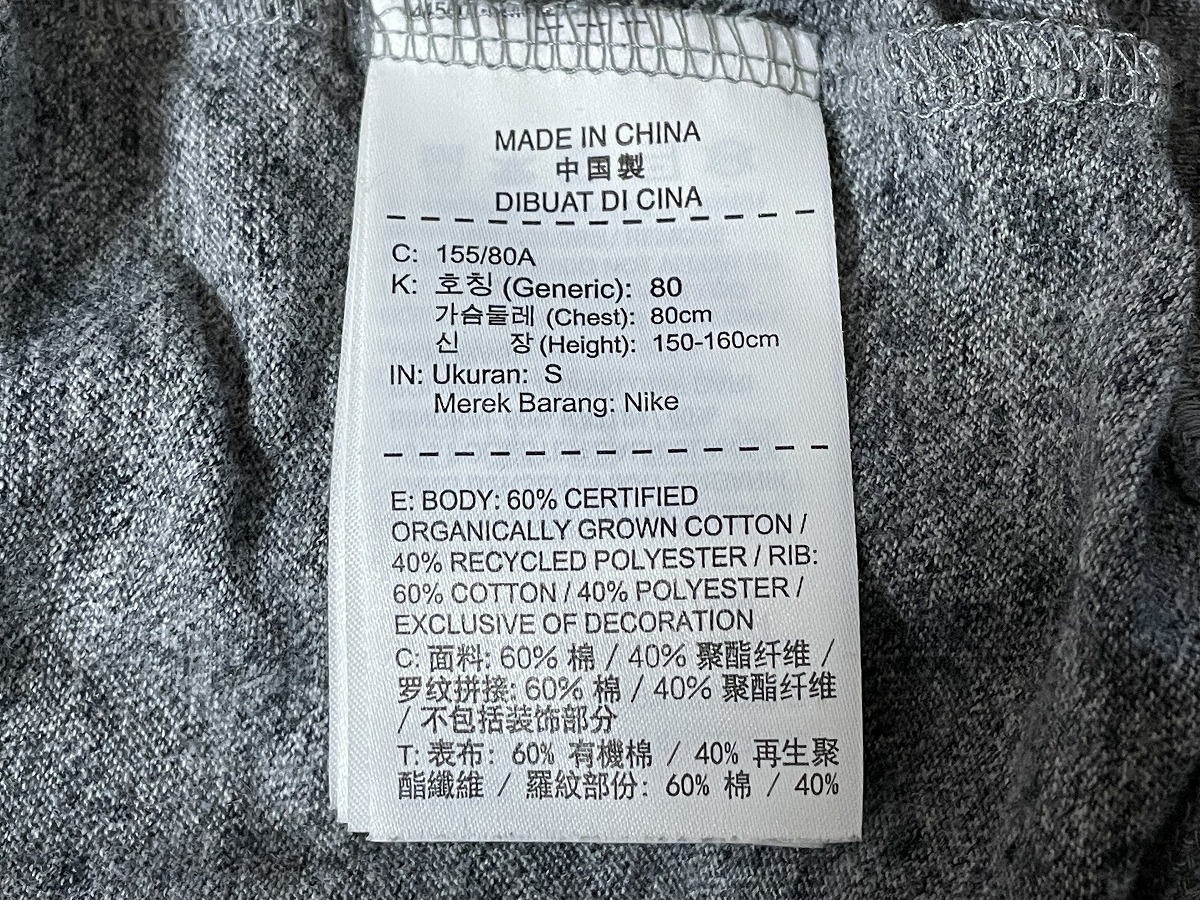 MADE IN CHINA
中国製
DIBUAT DI CINA
C: 155/80A
K: 호칭 (Generic): 80
가슴둘레 (Chest): 80cm
신 장 (Height): 150-160cm
IN: Ukuran: S
Merek Barang: Nike
E: BODY: 60% CERTIFIED
ORGANICALLY GROWN COTTON /
40% RECYCLED POLYESTER / RIB:
60% COTTON / 40% POLYESTER /
EXCLUSIVE OF DECORATION
C: 面料: 60% 棉 / 40% 聚酯纤维 /
罗纹拼接: 60% 棉 / 40% 聚酯纤维
/ 不包括装饰部分
T: 表布: 60% 有機棉 / 40% 再生聚
酯纖維 / 羅紋部份: 60% 棉 / 40%